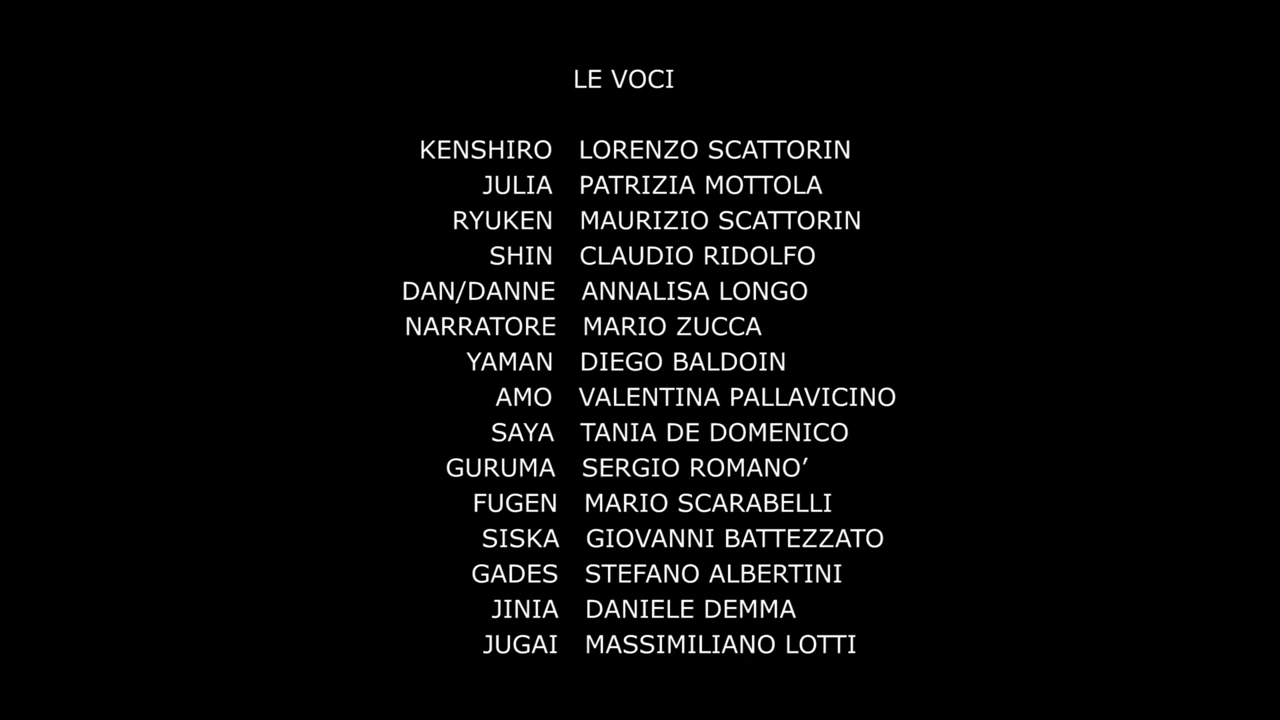 LE VOCI
KENSHIRO LORENZO SCATTORIN
JULIA PATRIZIA MOTTOLA
RYUKEN MAURIZIO SCATTORIN
SHIN CLAUDIO RIDOLFO
DAN/DANNE ANNALISA LONGO
NARRATORE MARIO ZUCCA
YAMAN DIEGO BALDOIN
AMO VALENTINA PALLAVICINO
SAYA TANIA DE DOMENICO
GURUMA SERGIO ROMANO’
FUGEN MARIO SCARABELLI
SISKA GIOVANNI BATTEZZATO
GADES STEFANO ALBERTINI
JINIA DANIELE DEMMA
JUGAI MASSIMILIANO LOTTI